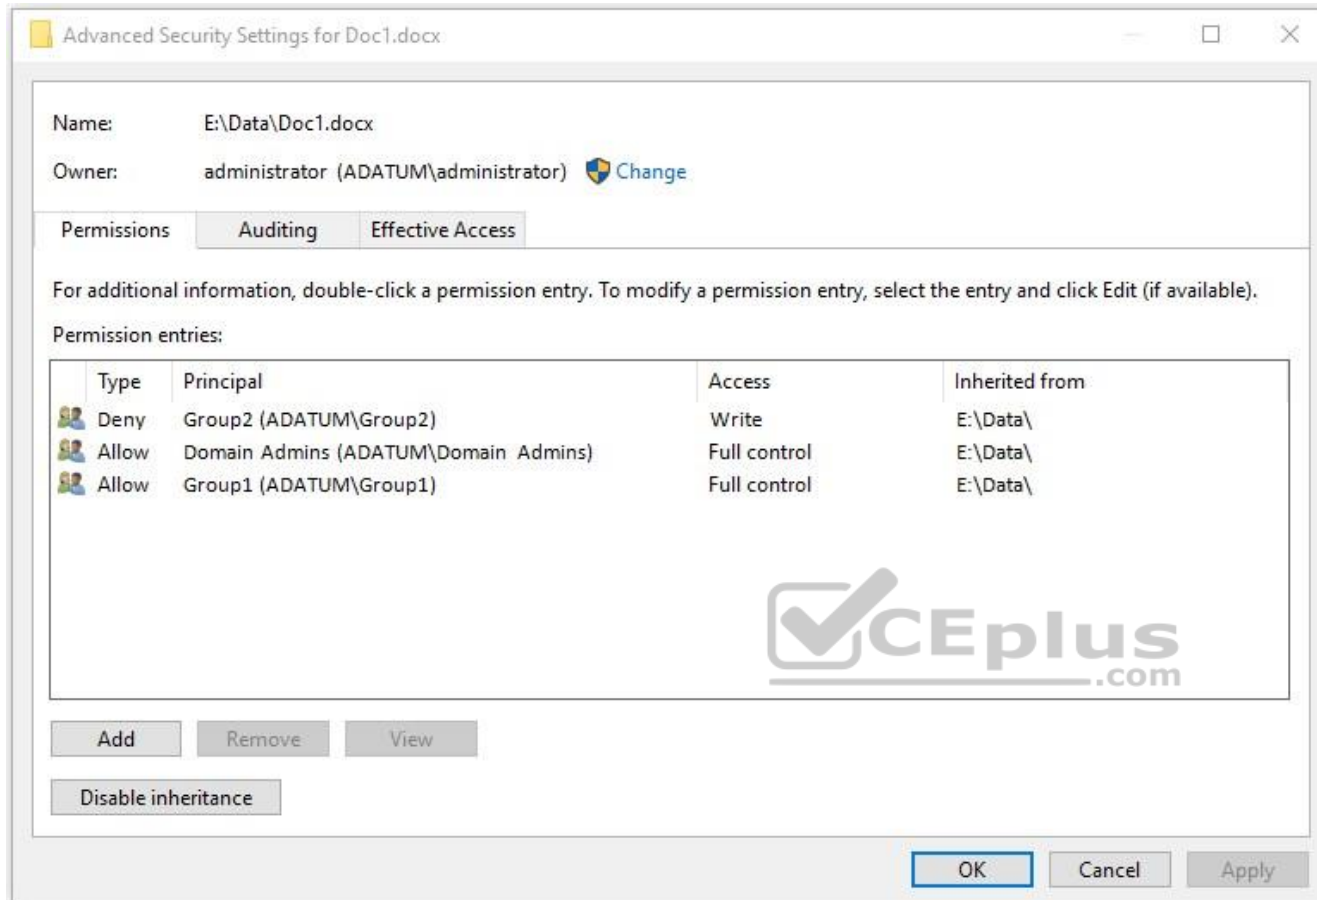 Advanced Security Settings for Doc1.docx
Name: E:\Data\Doc1.docx
Owner: administrator (ADATUM\administrator) Change
Permissions Auditing Effective Access
For additional information, double-click a permission entry. To modify a permission entry, select the entry and click Edit (if available).
Permission entries:
Type Principal Access Inherited from
Deny Group2 (ADATUM\Group2) Write E:\Data\
Allow Domain Admins (ADATUM\Domain Admins) Full control E:\Data\
Allow Group1 (ADATUM\Group1) Full control E:\Data\
CEplus
.com
Add Remove View
Disable inheritance
OK Cancel Apply